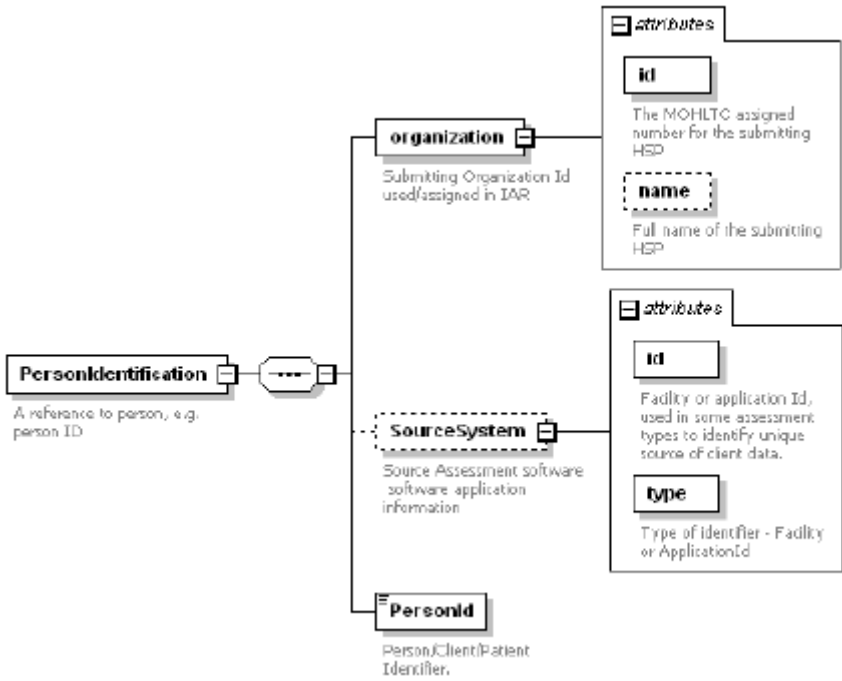 PersonIdentification
A reference to person, e.g.
person ID
organization
Submitting Organization Id
used/assigned in IAR
attributes
id
The MOHLTC assigned
number for the submitting
HSP
name
Full name of the submitting
HSP
SourceSystem
Source Assessment software
software application
information
attributes
id
Facility or application Id,
used in some assessment
types to identify unique
source of client data.
type
Type of identifier - Facility
or ApplicationId
PersonId
Person/Client/Patient
Identifier.